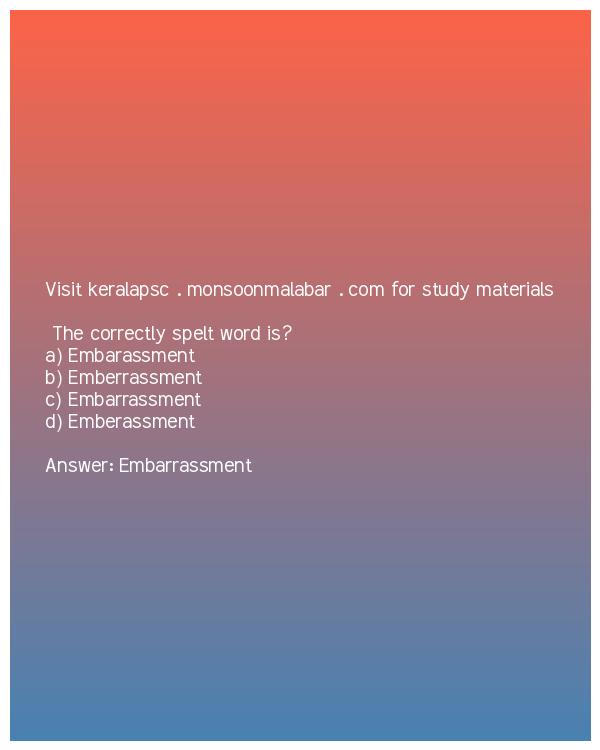 Visit keralapsc . monsoonmalabar . com for study materials
The correctly spelt word is?
a) Embarassment
b) Emberrassment
c) Embarrassment
d) Emberassment
Answer: Embarrassment